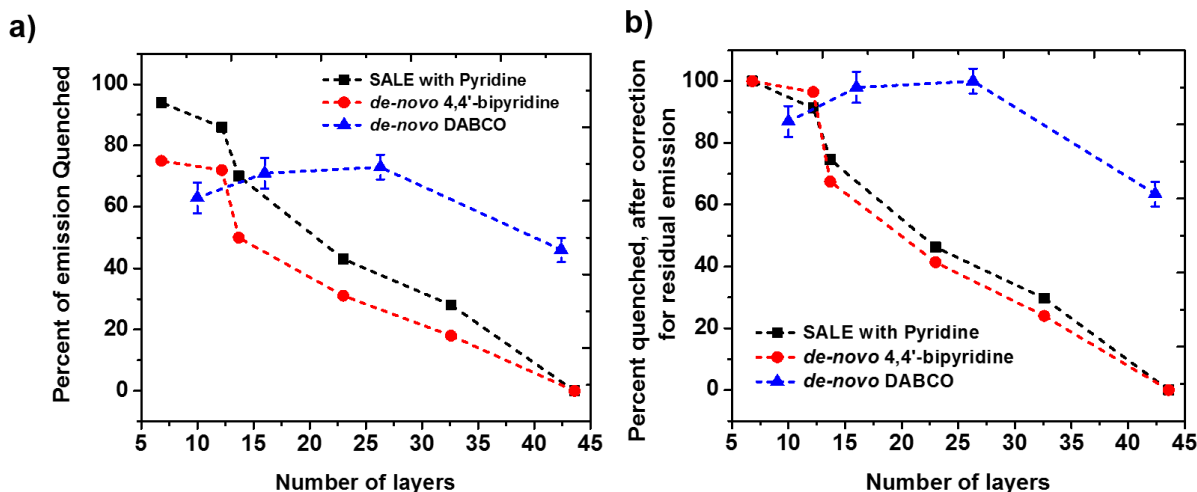 a)
Percent of emission Quenched
100
80
60
40
20
0
SALE with Pyridine
de-novo 4,4'-bipyridine
de-novo DABCO
5 10 15 20 25 30 35 40 45
Number of layers
b)
Percent quenched, after correction
for residual emission
100
80
60
40
20
0
SALE with Pyridine
de-novo 4,4'-bipyridine
de-novo DABCO
5 10 15 20 25 30 35 40 45
Number of layers